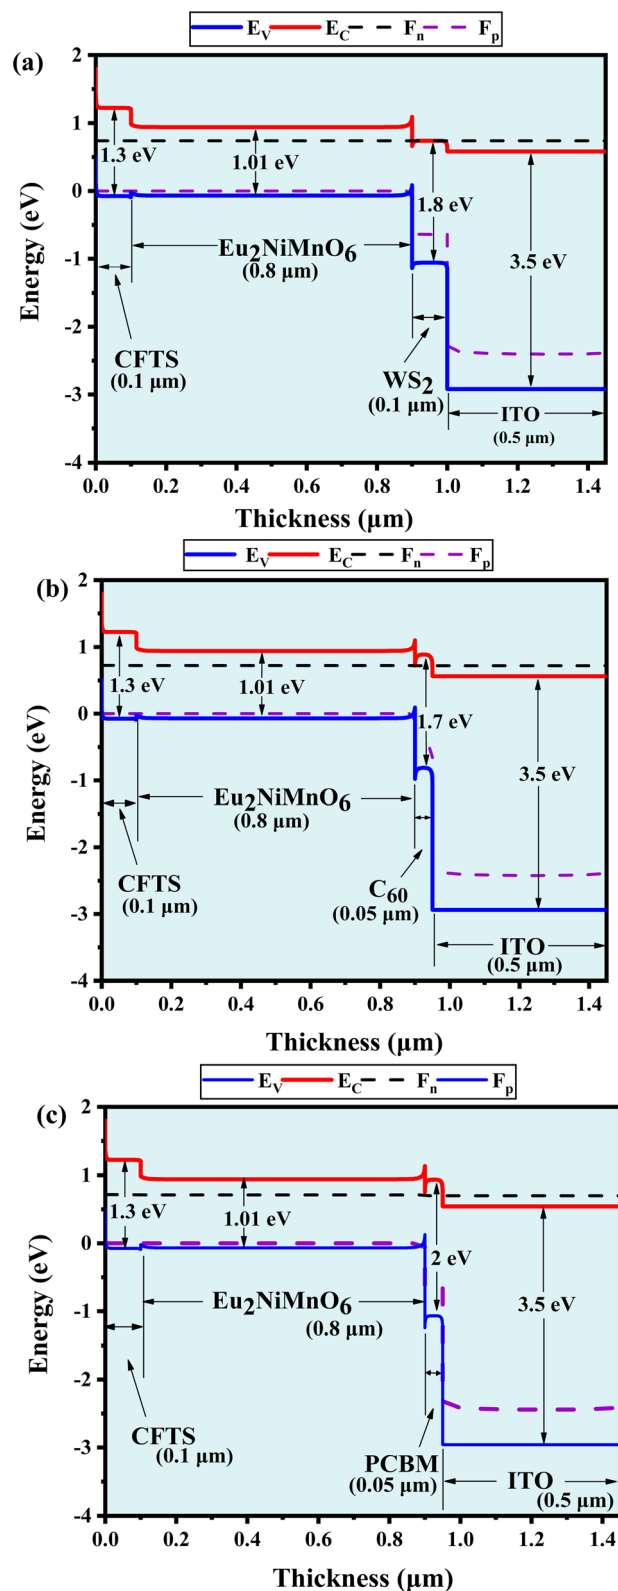 E_V E_C F_n F_p
(a)
2
1
0
-1
-2
-3
-4
Energy (eV)
1.3 eV
1.01 eV
1.8 eV
3.5 eV
Eu2NiMnO6
(0.8 µm)
CFTS
(0.1 µm)
WS2
(0.1 µm)
ITO
(0.5 µm)
0.0 0.2 0.4 0.6 0.8 1.0 1.2 1.4
Thickness (µm)
E_V E_C F_n F_p
(b)
2
1
0
-1
-2
-3
-4
Energy (eV)
1.3 eV
1.01 eV
1.7 eV
3.5 eV
Eu2NiMnO6
(0.8 µm)
CFTS
(0.1 µm)
C60
(0.05 µm)
ITO
(0.5 µm)
0.0 0.2 0.4 0.6 0.8 1.0 1.2 1.4
Thickness (µm)
E_V E_C F_n F_p
(c)
2
1
0
-1
-2
-3
-4
Energy (eV)
1.3 eV
1.01 eV
2 eV
3.5 eV
Eu2NiMnO6
(0.8 µm)
CFTS
(0.1 µm)
PCBM
(0.05 µm)
ITO
(0.5 µm)
0.0 0.2 0.4 0.6 0.8 1.0 1.2 1.4
Thickness (µm)